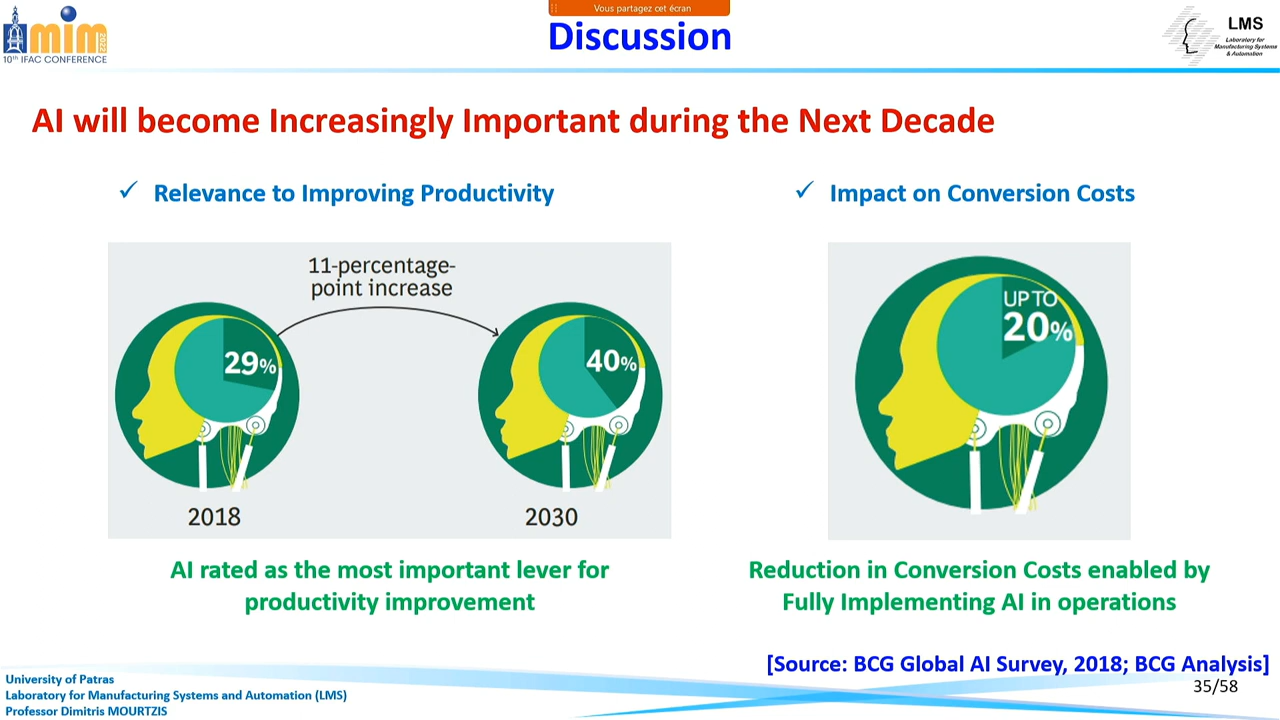 Vous partagez cet écran
mim
2022
10th IFAC CONFERENCE
Discussion
LMS
Laboratory for
Manufacturing Systems
& Automation
AI will become Increasingly Important during the Next Decade
✓ Relevance to Improving Productivity
✓ Impact on Conversion Costs
11-percentage-
point increase
29%
40%
2018
2030
UP TO
20%
AI rated as the most important lever for
productivity improvement
Reduction in Conversion Costs enabled by
Fully Implementing AI in operations
[Source: BCG Global AI Survey, 2018; BCG Analysis]
35/58
University of Patras
Laboratory for Manufacturing Systems and Automation (LMS)
Professor Dimitris MOURTZIS